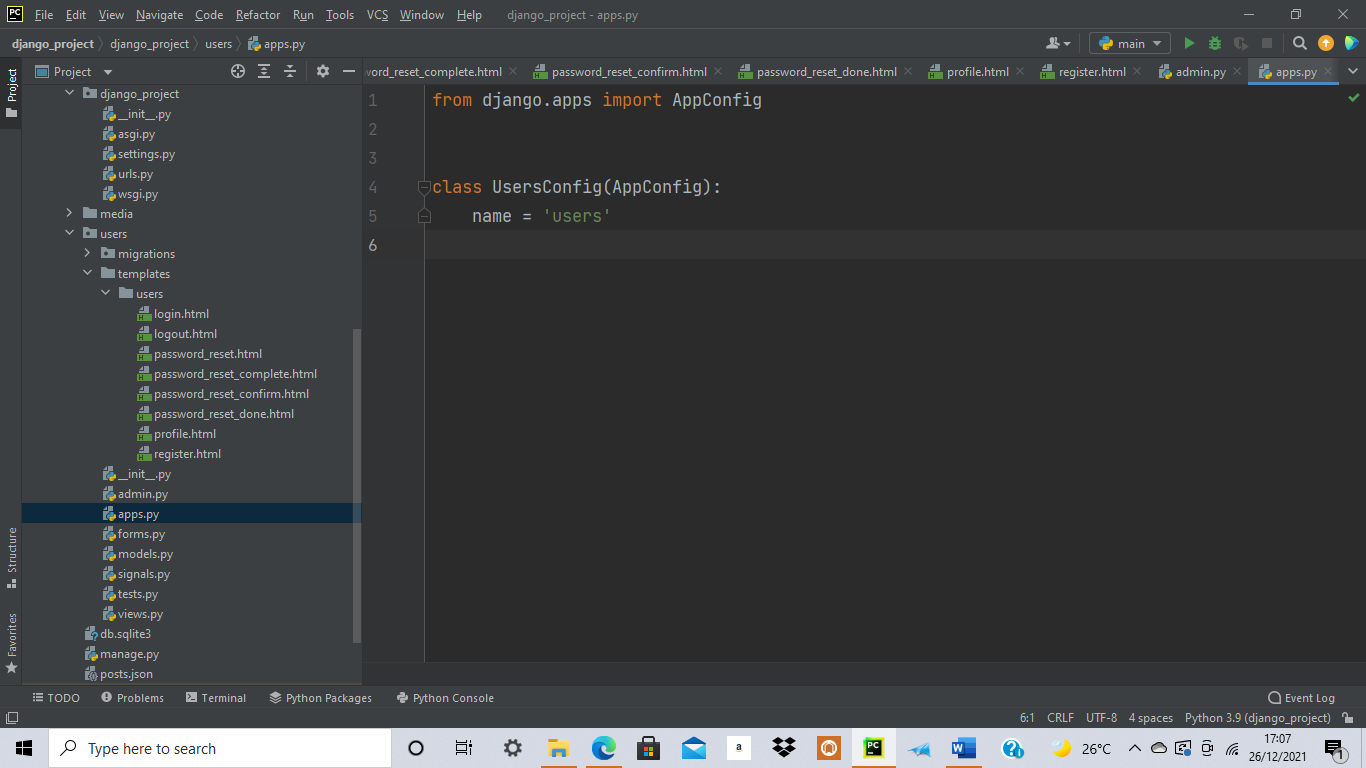 File Edit View Navigate Code Refactor Run Tools VCS Window Help django_project - apps.py
django_project django_project users apps.py
main
Project
word_reset_complete.html password_reset_confirm.html password_reset_done.html profile.html register.html admin.py apps.py
Project
django_project
__init__.py
asgi.py
settings.py
urls.py
wsgi.py
media
users
migrations
templates
users
login.html
logout.html
password_reset.html
password_reset_complete.html
password_reset_confirm.html
password_reset_done.html
profile.html
register.html
__init__.py
admin.py
apps.py
forms.py
models.py
signals.py
tests.py
views.py
db.sqlite3
manage.py
posts.json
Structure
Favorites
1 from django.apps import AppConfig
2
3
4 class UsersConfig(AppConfig):
5 name = 'users'
6
TODO Problems Terminal Python Packages Python Console Event Log
6:1 CRLF UTF-8 4 spaces Python 3.9 (django_project)
Type here to search
26°C
17:07
26/12/2021
1